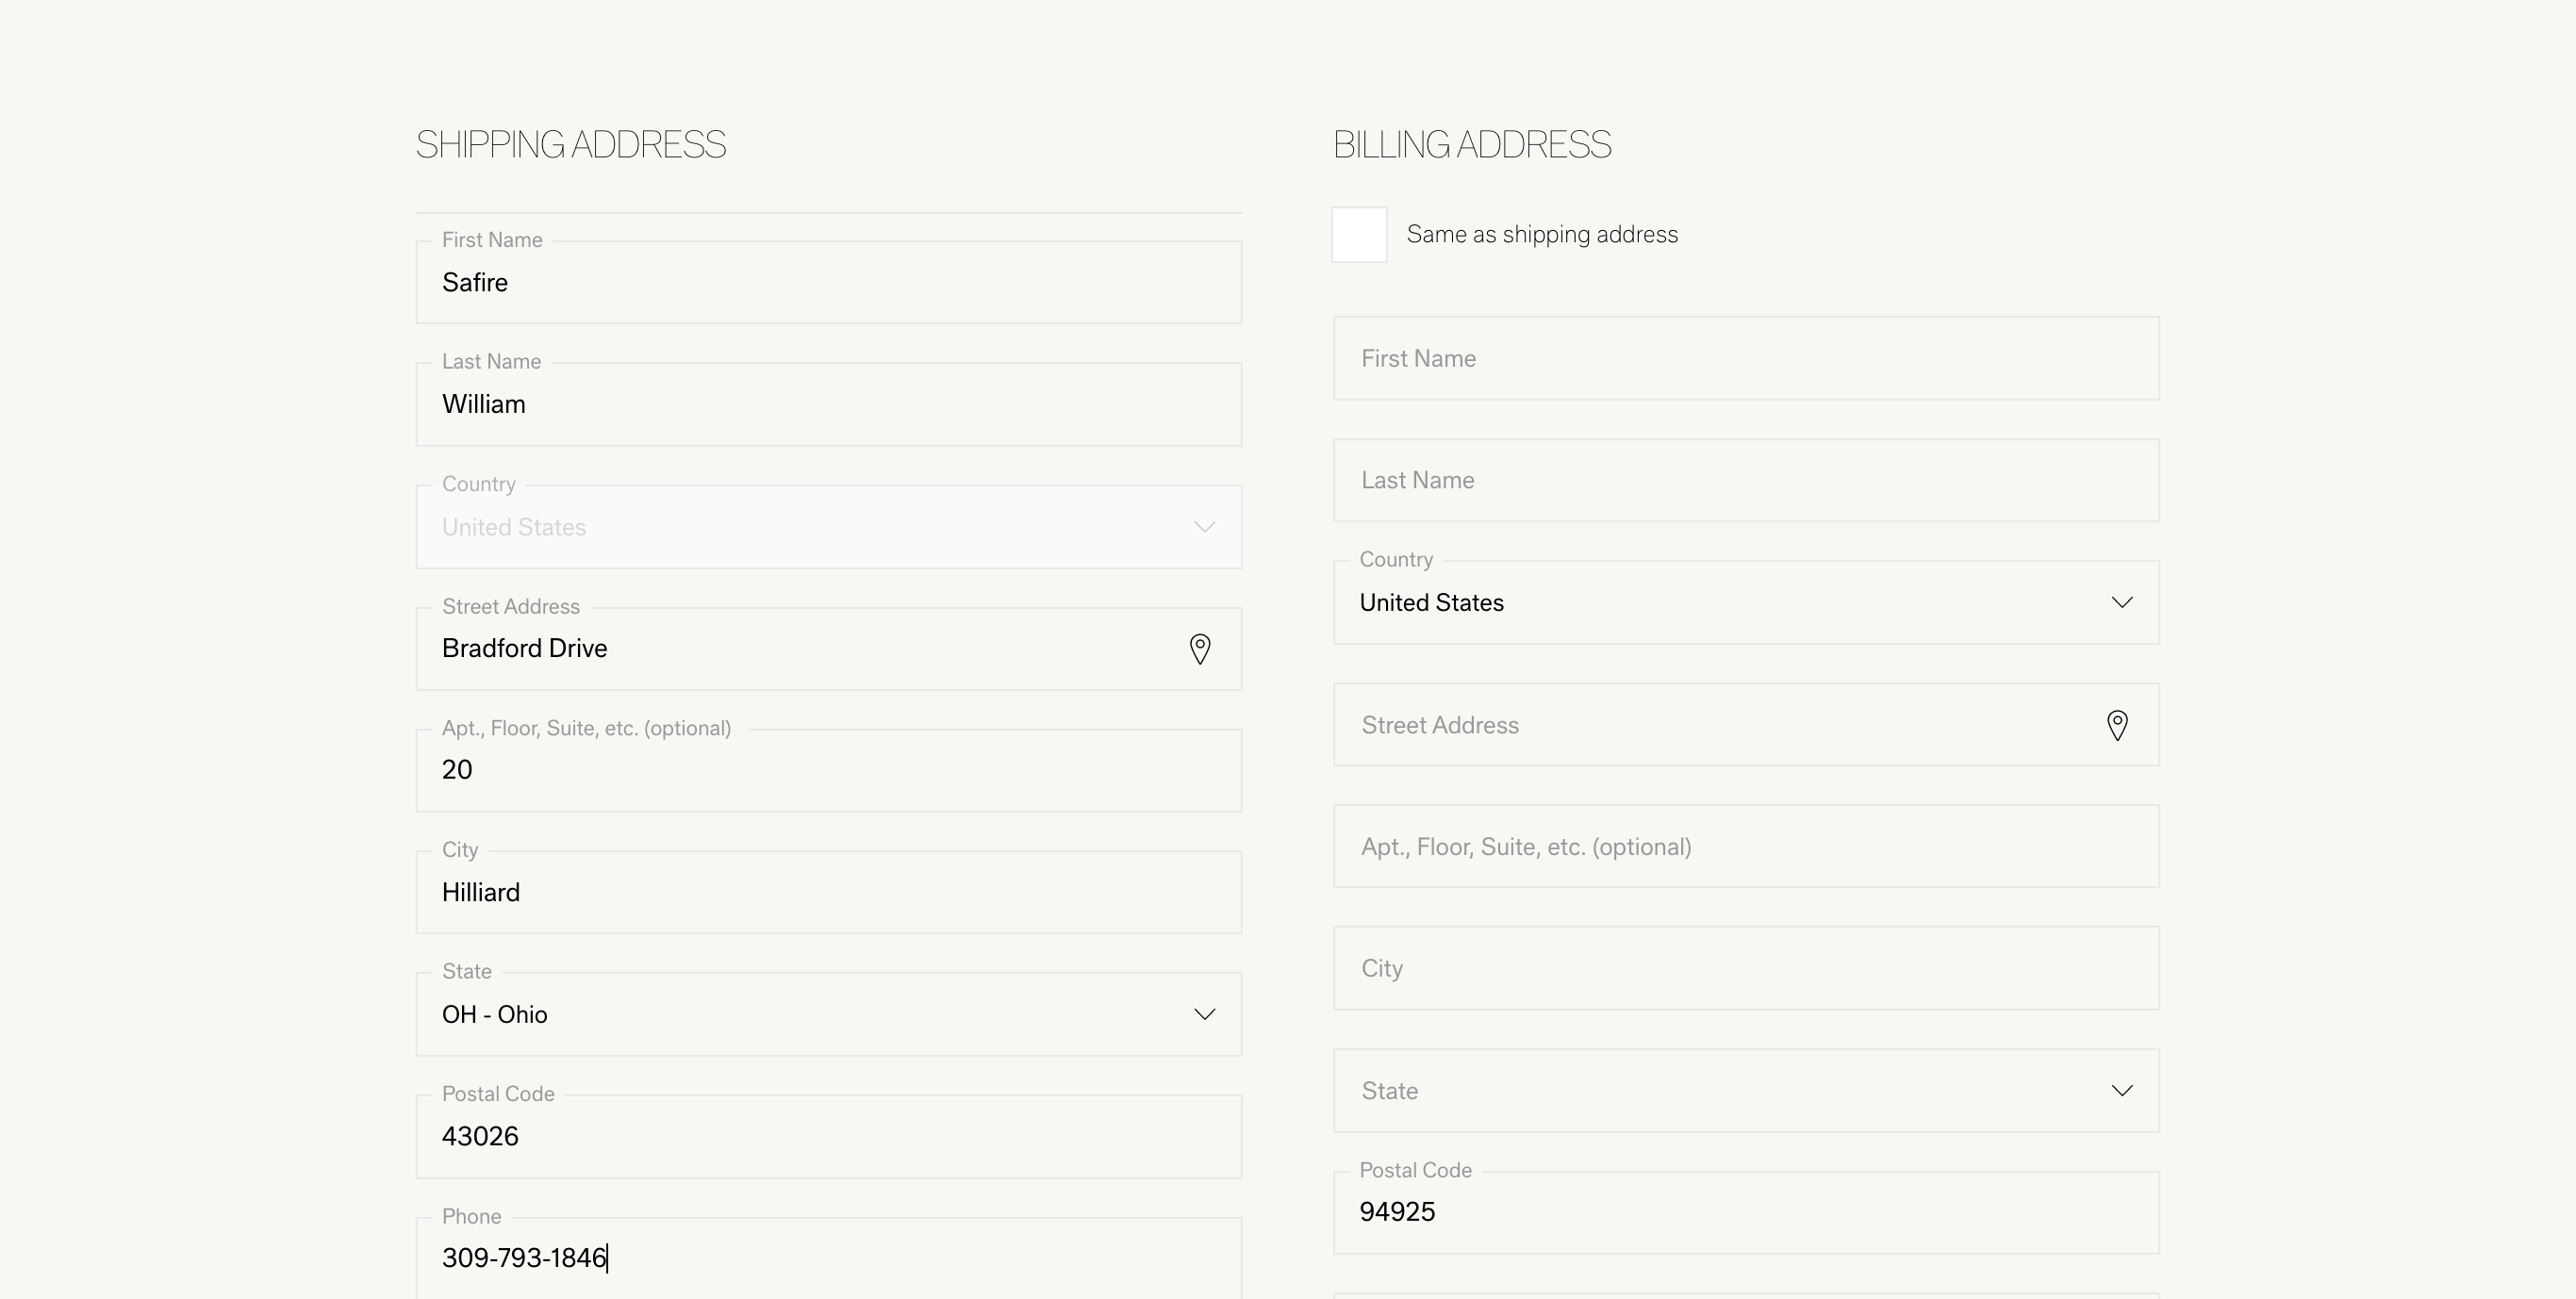 SHIPPING ADDRESS
First Name
Safire
Last Name
William
Country
United States
Street Address
Bradford Drive
Apt., Floor, Suite, etc. (optional)
20
City
Hilliard
State
OH - Ohio
Postal Code
43026
Phone
309-793-1846
BILLING ADDRESS
Same as shipping address
First Name
Last Name
Country
United States
Street Address
Apt., Floor, Suite, etc. (optional)
City
State
Postal Code
94925